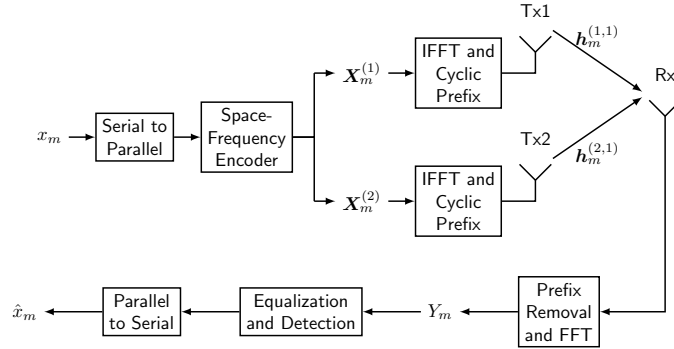 Tx1
h_m^{(1,1)}
X_m^{(1)}
IFFT and
Cyclic
Prefix
Rx
x_m
Serial to
Parallel
Space-
Frequency
Encoder
Tx2
h_m^{(2,1)}
X_m^{(2)}
IFFT and
Cyclic
Prefix
x̂_m
Parallel
to Serial
Equalization
and Detection
Y_m
Prefix
Removal
and FFT